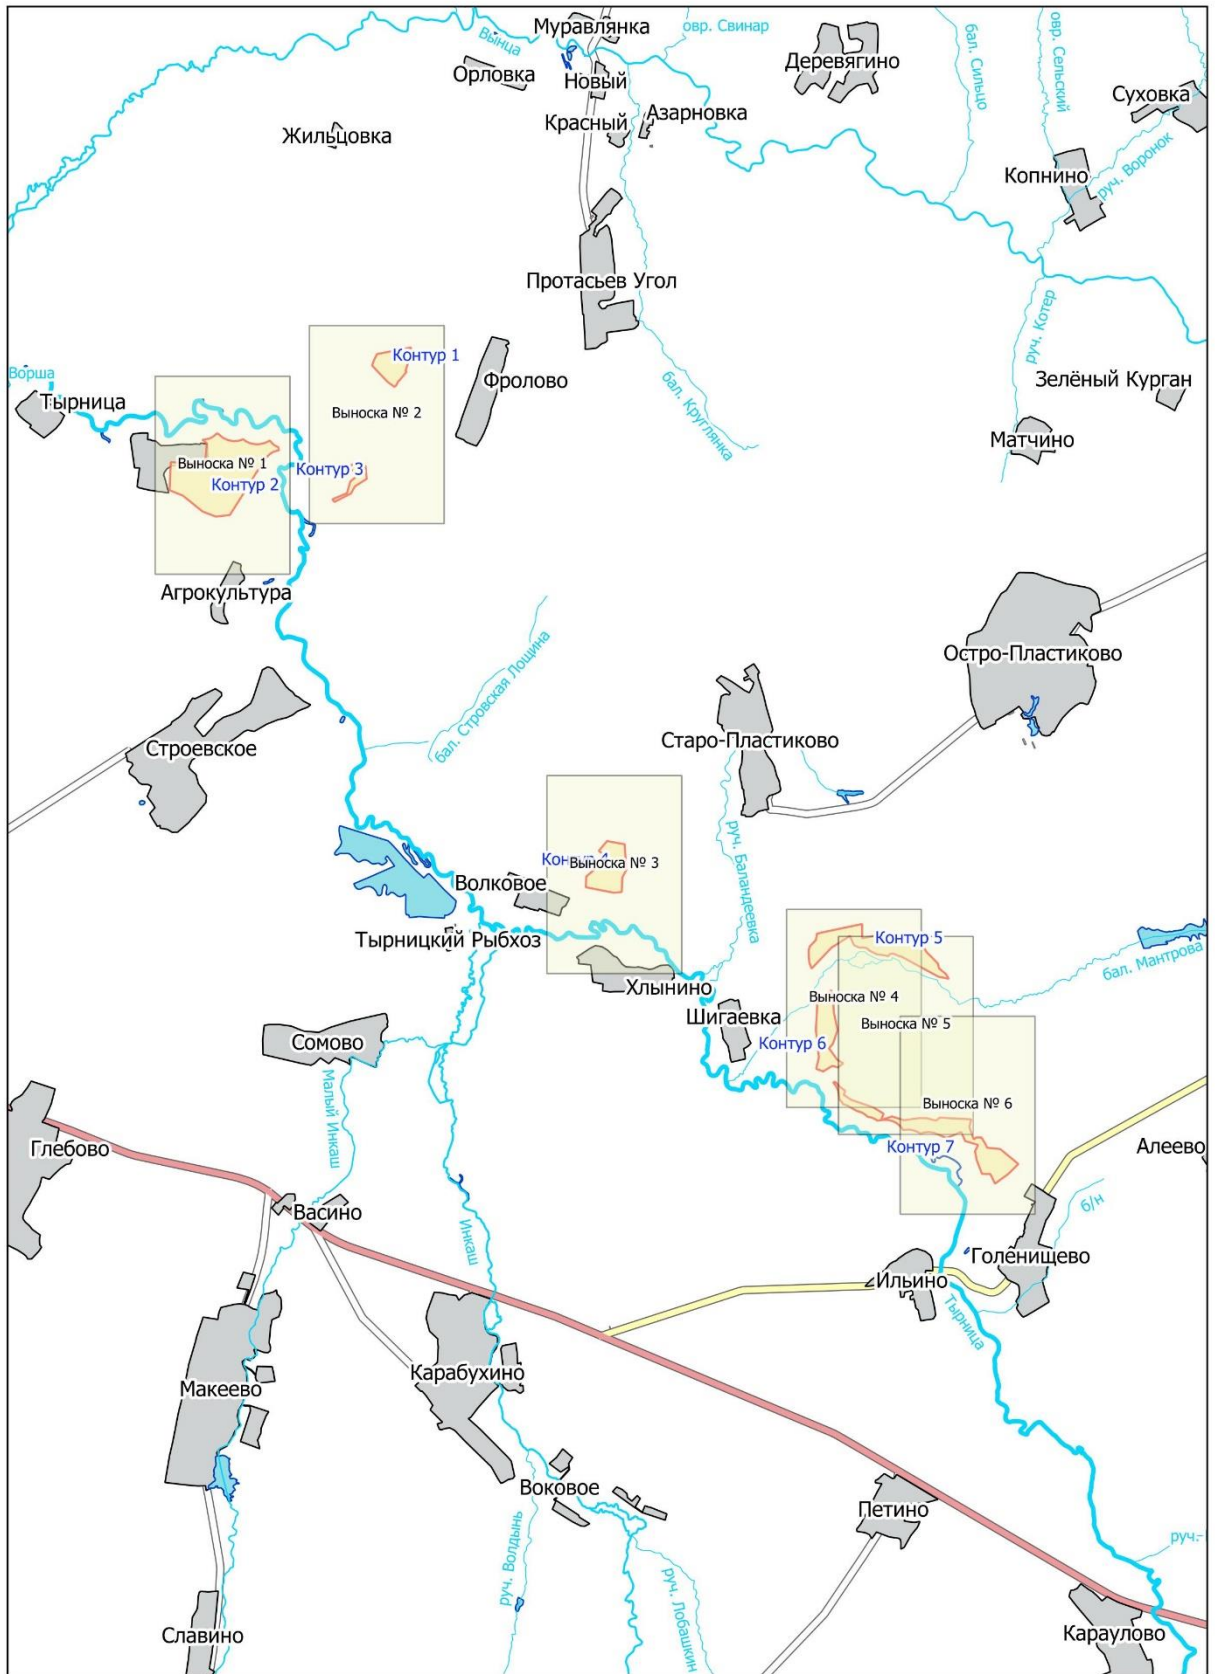 Муравлянка
овр. Свинар
Вынца
Деревягино
бал. Сильцо
овр. Сельский
Орловка
Новый
Суховка
Жильцовка
Красный
Азарновка
Копнино
руч. Воронок
Протасьев Угол
руч. Котер
Контур 1
Ворша
Тырница
Фролово
Зелёный Курган
Выноска № 2
бал. Круглянка
Матчино
Выноска № 1
Контур 3
Контур 2
Агрокультура
бал. Стровская Лощина
Остро-Пластиково
Строевское
Старо-Пластиково
руч. Баландеевка
Контур 4
Выноска № 3
Волковое
Тырницкий Рыбхоз
Контур 5
бал. Мантрова
Хлынино
Выноска № 4
Шигаевка
Выноска № 5
Сомово
Контур 6
Малый Инкаш
Выноска № 6
Глебово
Контур 7
Алеево
Васино
б/н
Инкаш
Голенищево
Ильино
Тырница
Карабухино
Макеево
Воковое
Петино
руч.
руч. Волдынь
руч. Лобашкин
Славино
Караулово